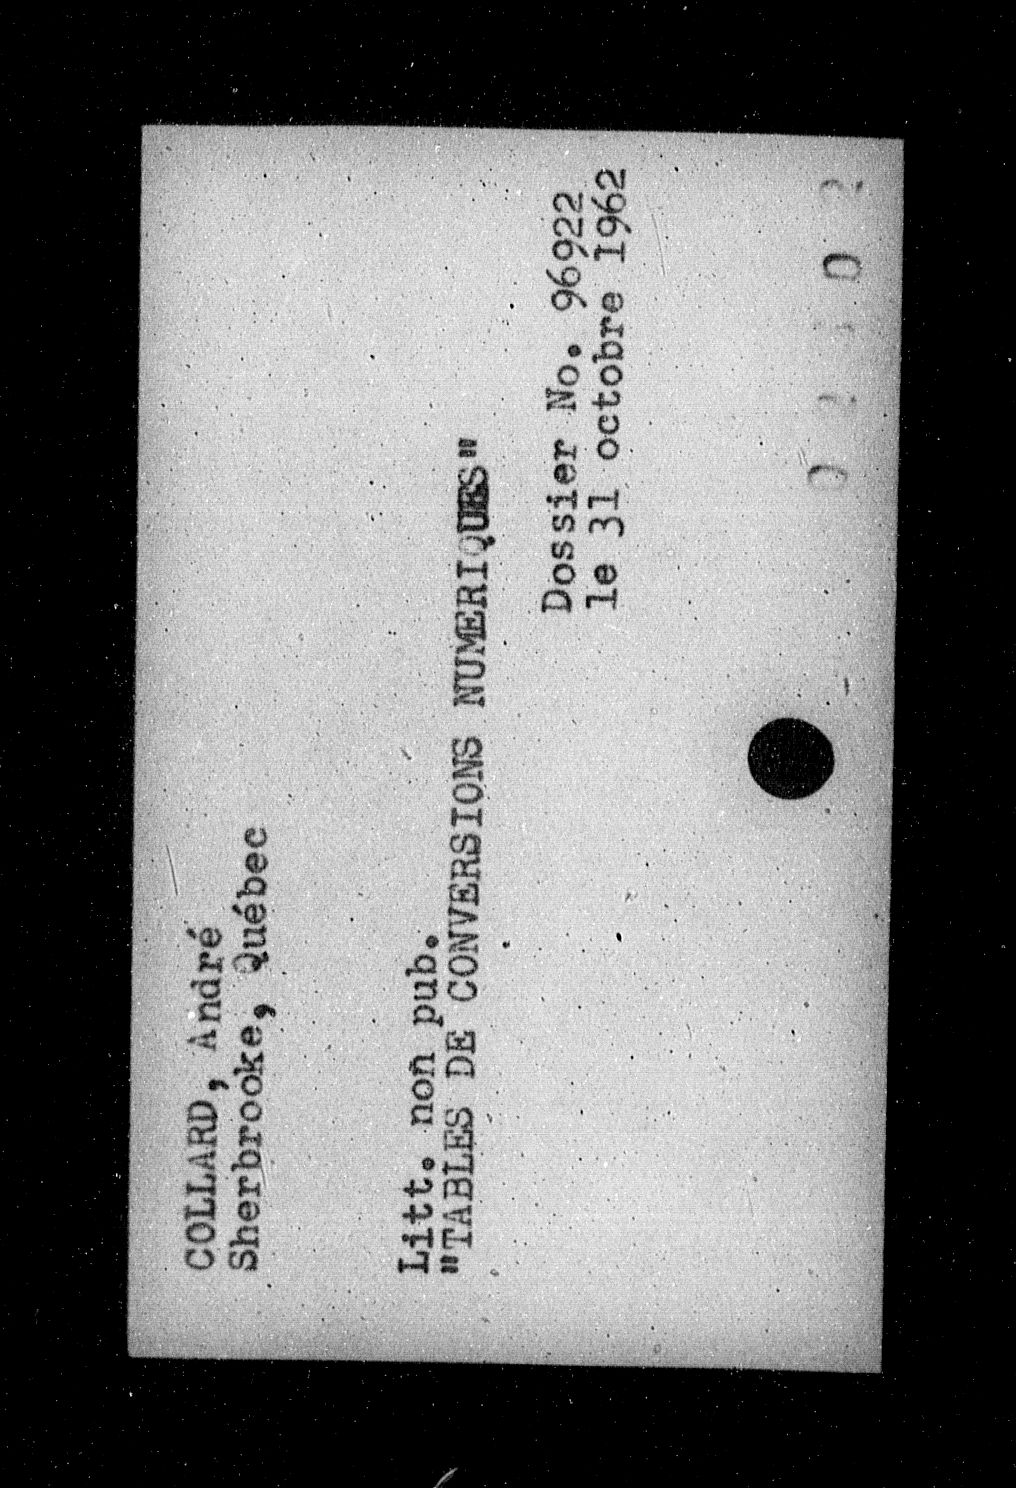 COLLARD, André
Sherbrooke, Québec
Litt. non pub.
"TABLES DE CONVERSIONS NUMERIQUES"
Dossier No. 96922
le 31 octobre 1962